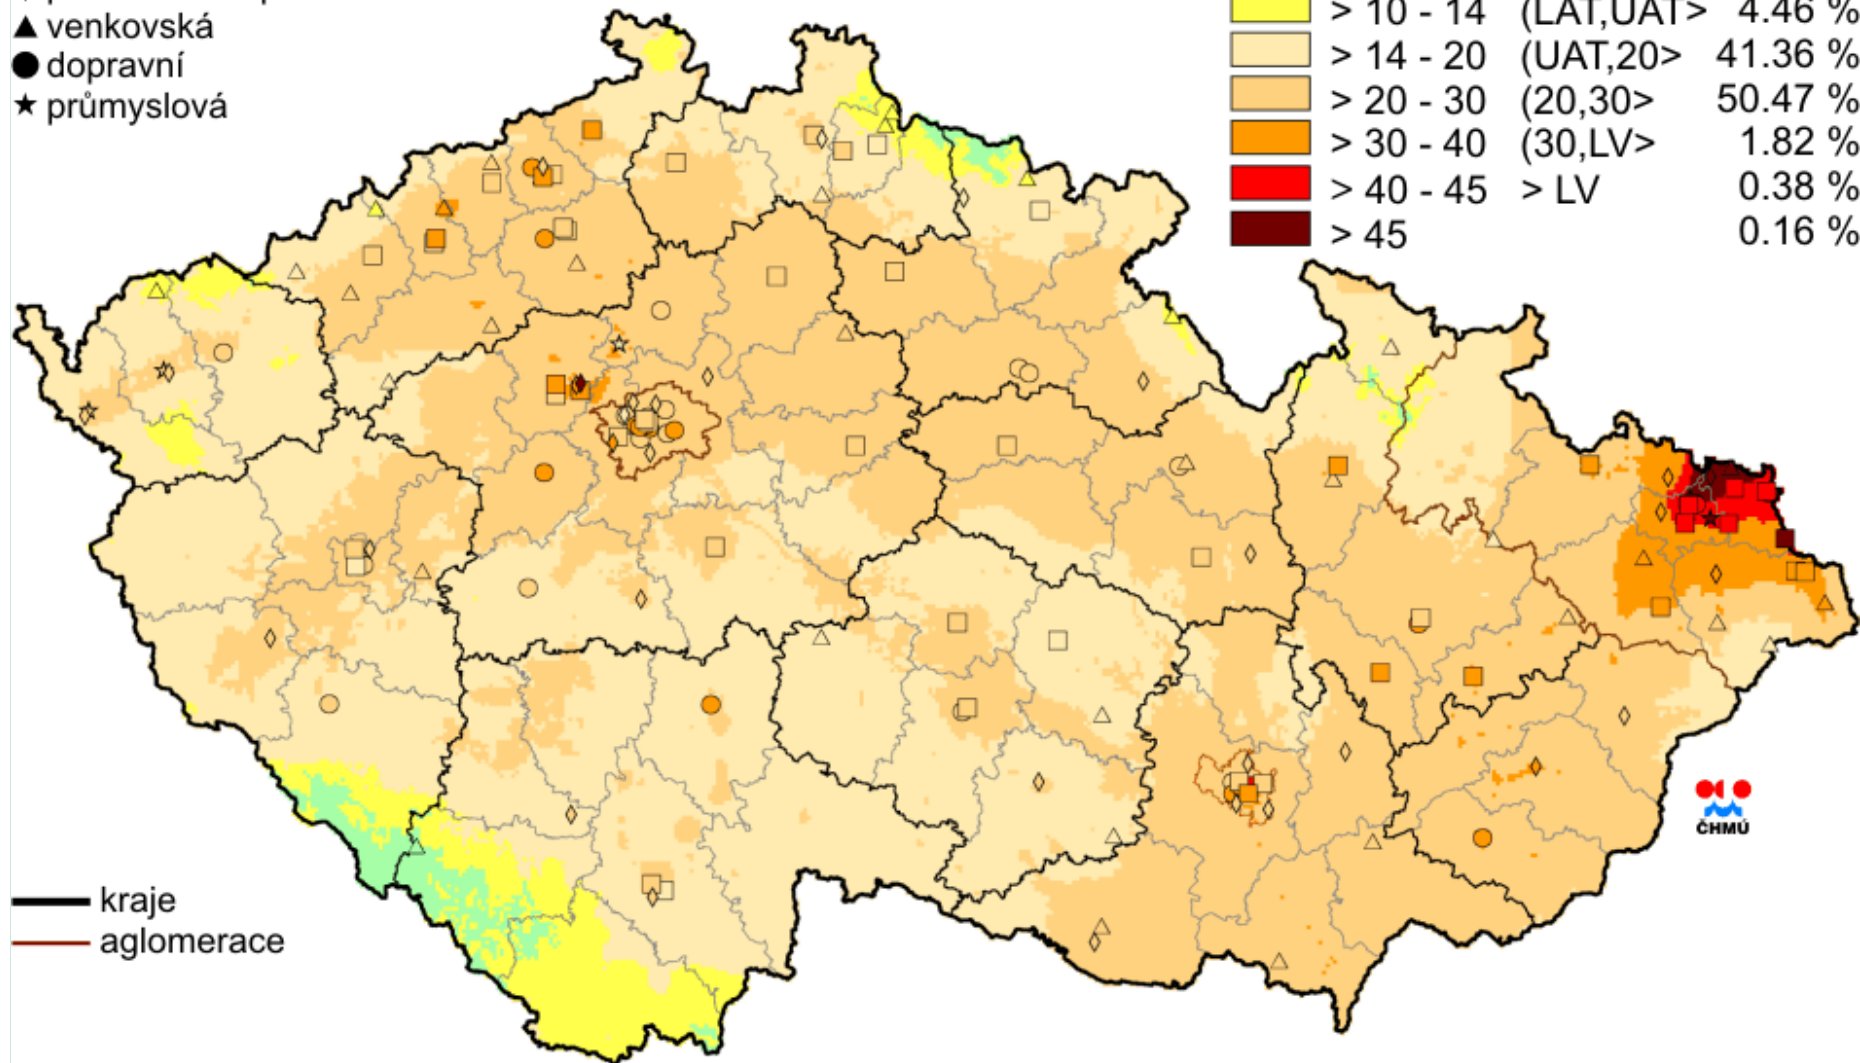 venkovská
dopravní
průmyslová
> 10 - 14 (LAT,UAT> 4.46 %
> 14 - 20 (UAT,20> 41.36 %
> 20 - 30 (20,30> 50.47 %
> 30 - 40 (30,LV> 1.82 %
> 40 - 45 > LV 0.38 %
> 45 0.16 %
ČHMÚ
kraje
aglomerace